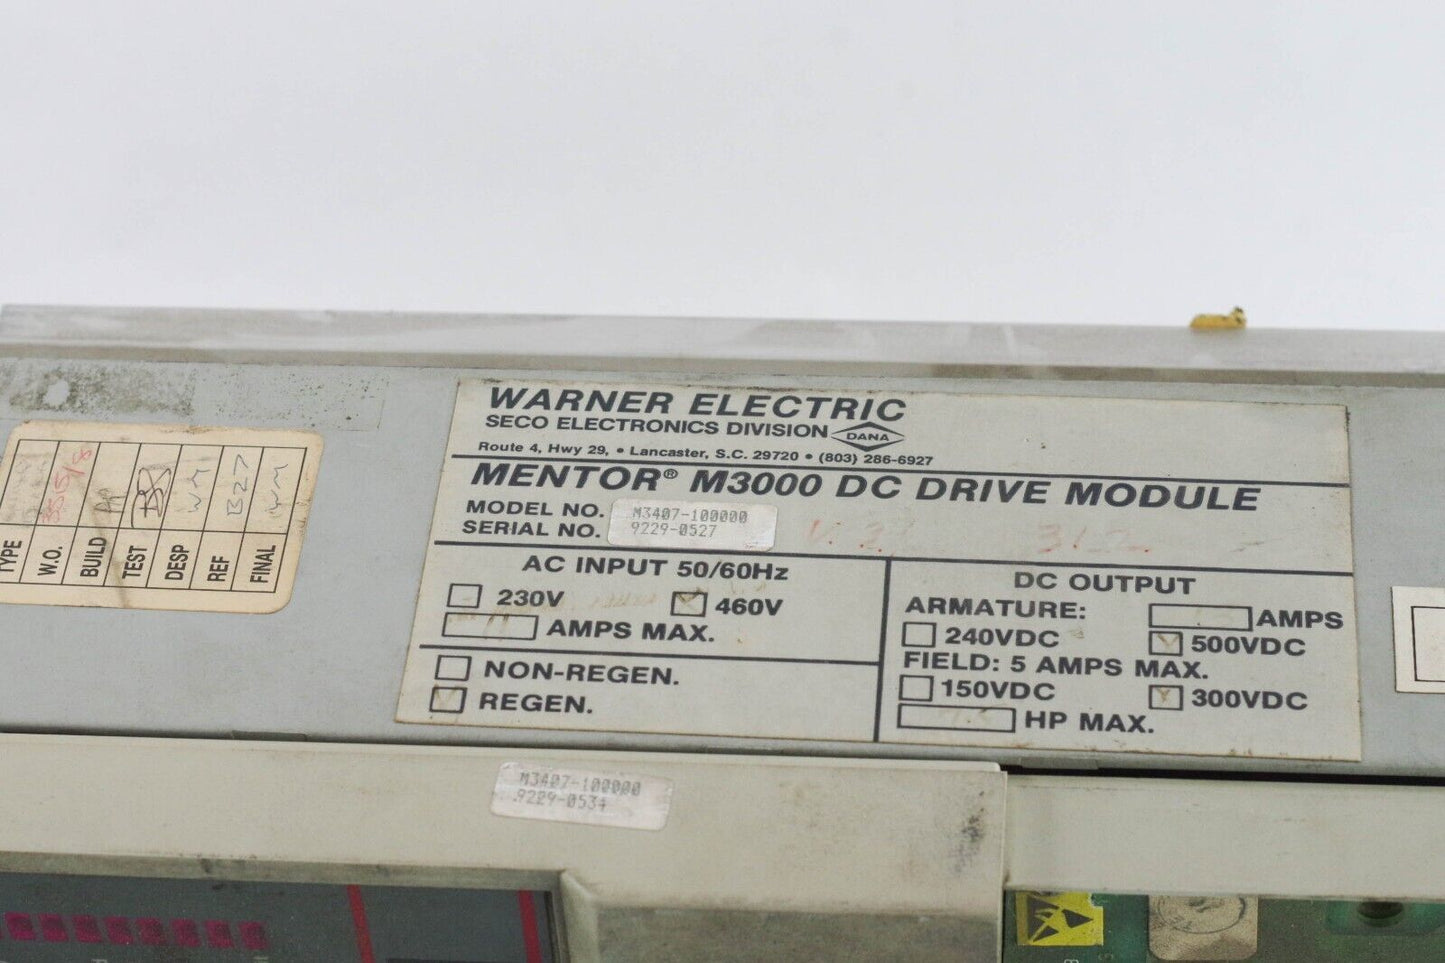 WARNER ELECTRIC
SECO ELECTRONICS DIVISION DANA
Route 4, Hwy 29, • Lancaster, S.C. 29720 • (803) 286-6927
MENTOR® M3000 DC DRIVE MODULE
MODEL NO. M3407-100000
SERIAL NO. 9229-0527
AC INPUT 50/60Hz
230V 460V
AMPS MAX.
NON-REGEN.
REGEN.
DC OUTPUT
ARMATURE: AMPS
240VDC 500VDC
FIELD: 5 AMPS MAX.
150VDC 300VDC
HP MAX.
TYPE
W.O.
BUILD
TEST
DESP
REF B27
FINAL
M3407-100000
9229-0534